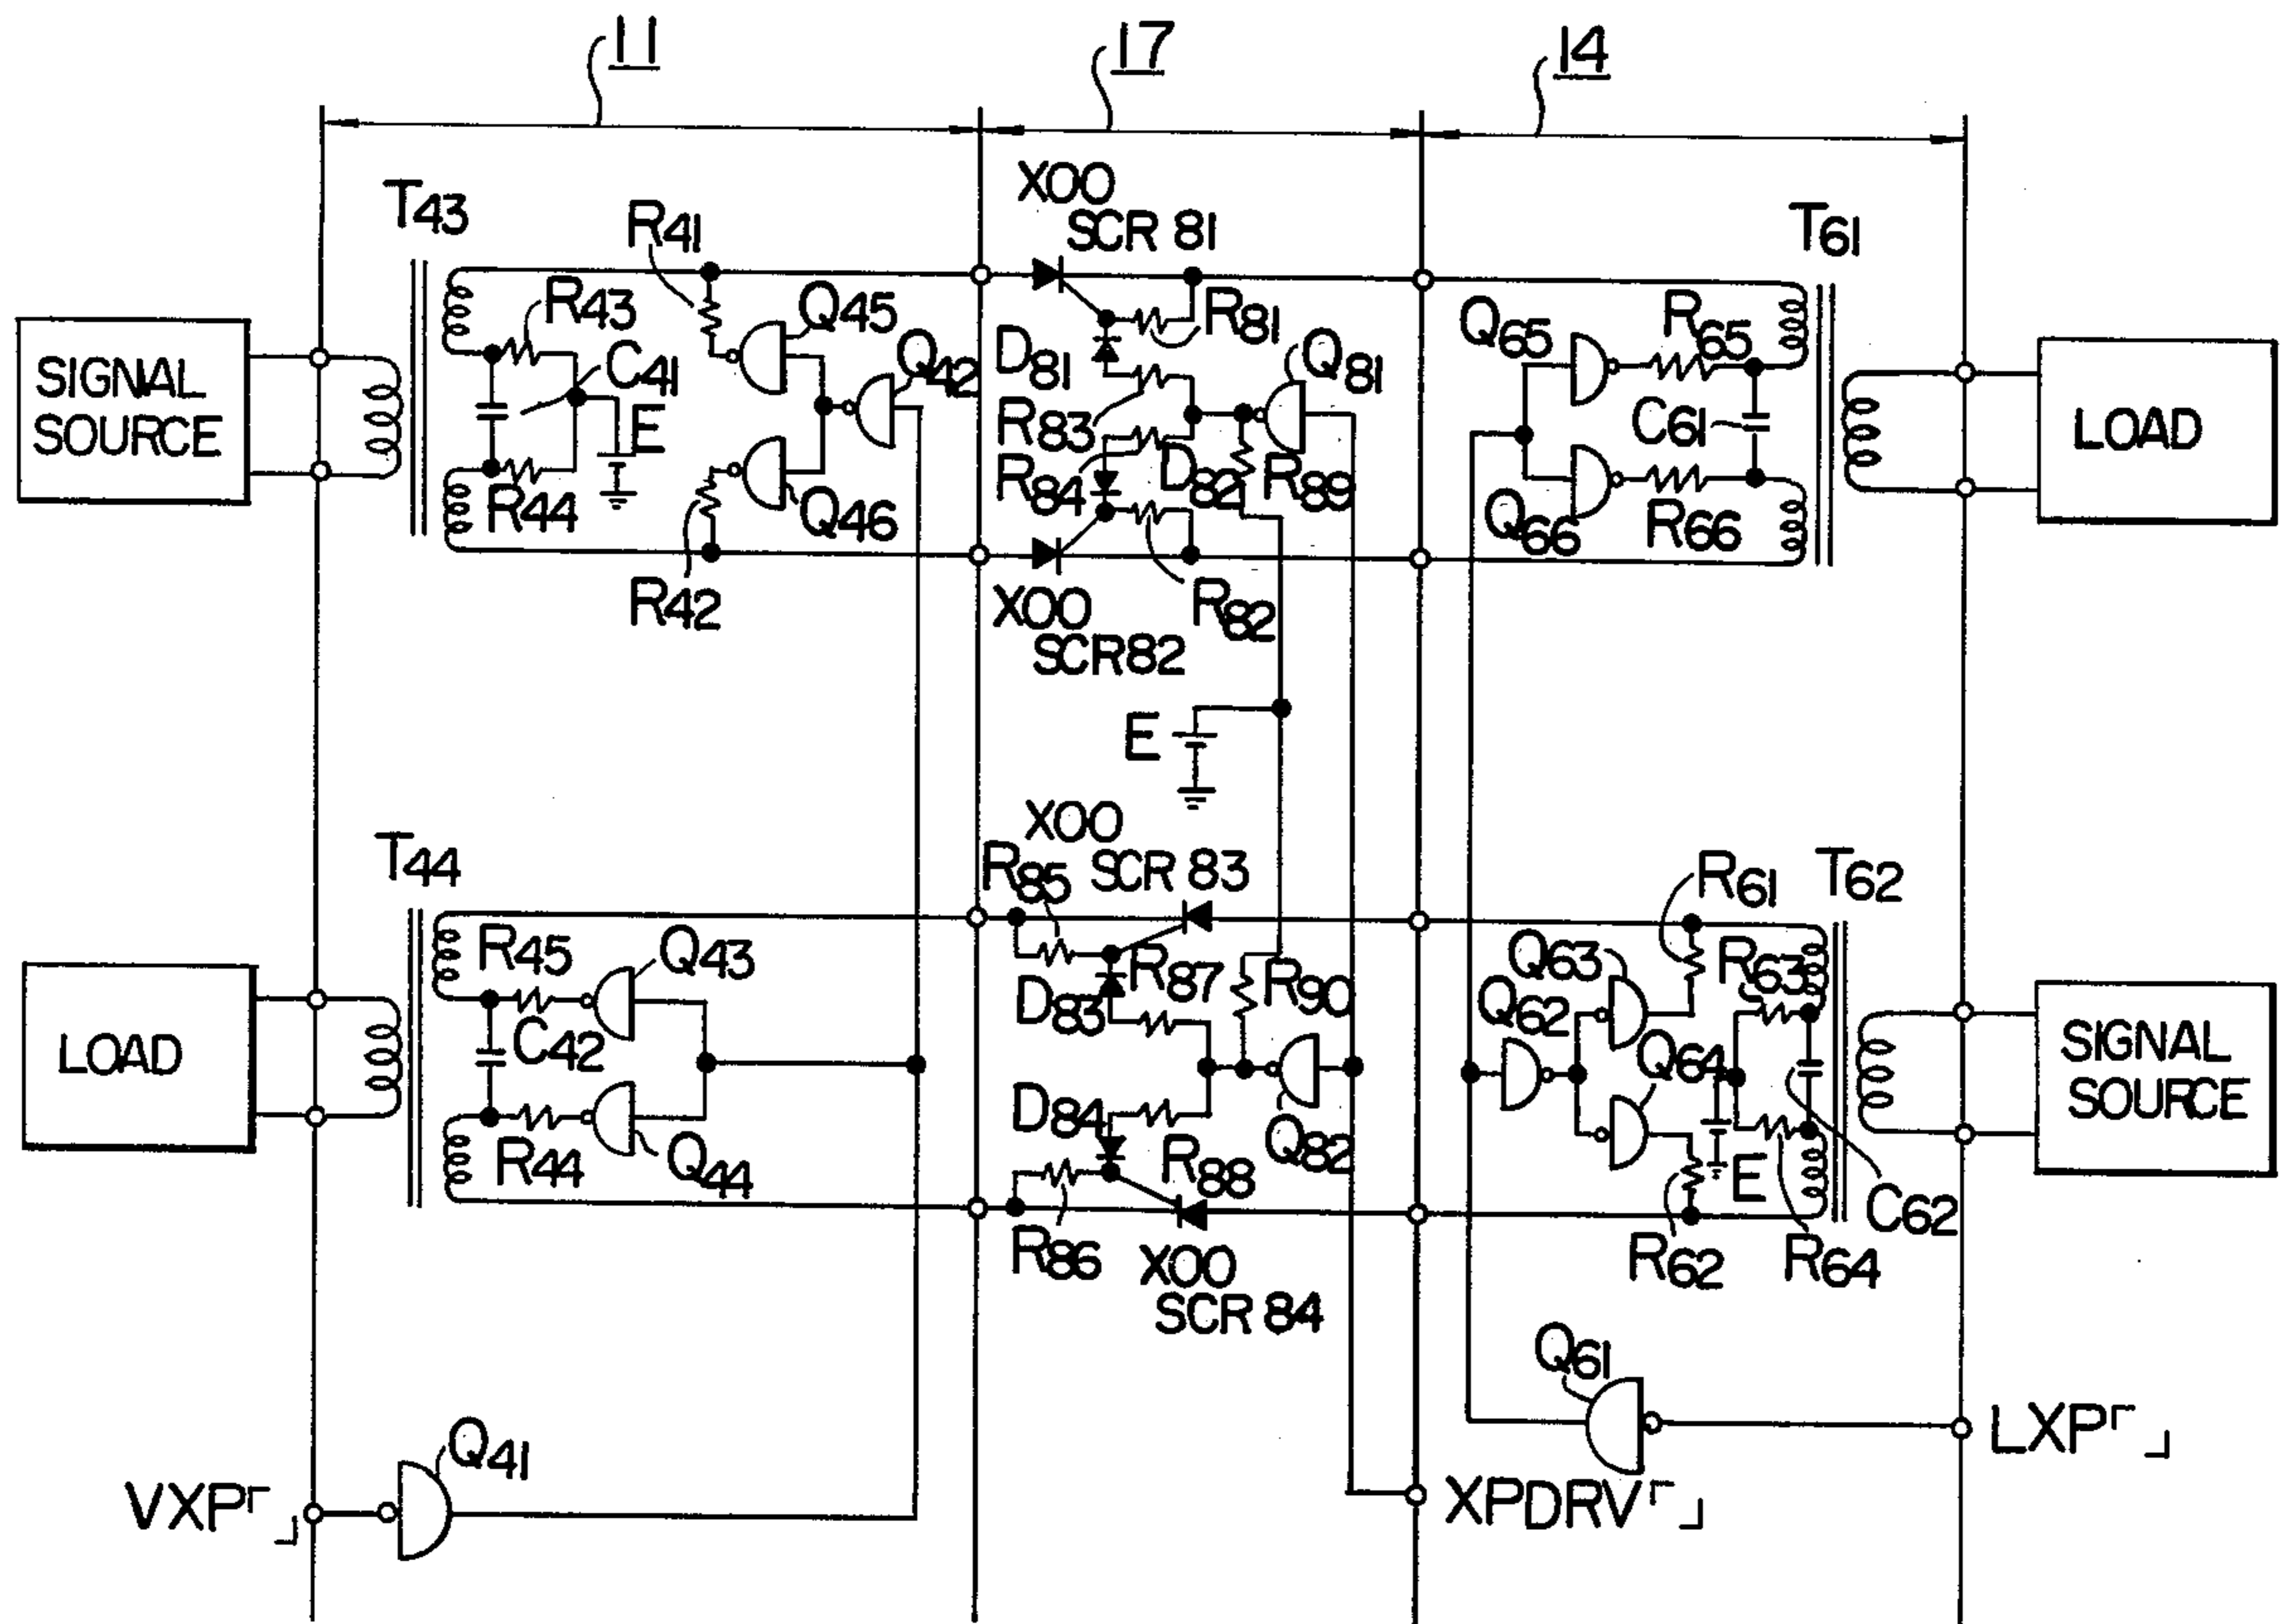 11
17
14
T43
R41
R43
Q45
C41
Q42
E
R44
Q46
R42
SIGNAL
SOURCE
X00
SCR 81
R81
D81
Q81
R83
R84
D82
R89
R82
X00
SCR82
E
T61
Q65
R65
C61
Q66
R66
LOAD
T44
R45
Q43
C42
R44
Q44
LOAD
X00
SCR 83
R85
R87
D83
R90
D84
R88
Q82
R86
X00
SCR 84
R61
T62
Q63
R63
Q62
Q64
E
C62
R62
R64
SIGNAL
SOURCE
Q61
LXP
Q41
VXP
XPDRV